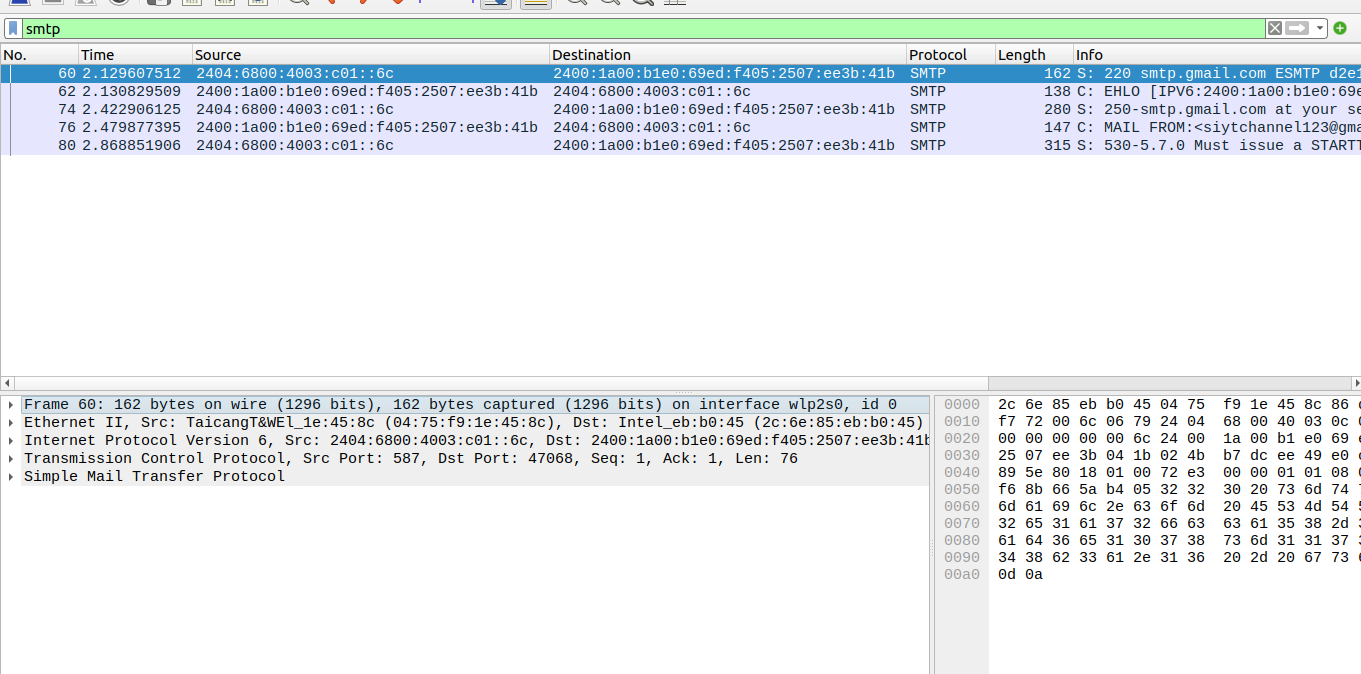 smtp
No. Time Source Destination Protocol Length Info
60 2.129607512 2404:6800:4003:c01::6c 2400:1a00:b1e0:69ed:f405:2507:ee3b:41b SMTP 162 S: 220 smtp.gmail.com ESMTP d2e1
62 2.130829509 2400:1a00:b1e0:69ed:f405:2507:ee3b:41b 2404:6800:4003:c01::6c SMTP 138 C: EHLO [IPV6:2400:1a00:b1e0:69e
74 2.422906125 2404:6800:4003:c01::6c 2400:1a00:b1e0:69ed:f405:2507:ee3b:41b SMTP 280 S: 250-smtp.gmail.com at your se
76 2.479877395 2400:1a00:b1e0:69ed:f405:2507:ee3b:41b 2404:6800:4003:c01::6c SMTP 147 C: MAIL FROM:<siytchannel123@gma
80 2.868851906 2404:6800:4003:c01::6c 2400:1a00:b1e0:69ed:f405:2507:ee3b:41b SMTP 315 S: 530-5.7.0 Must issue a START
Frame 60: 162 bytes on wire (1296 bits), 162 bytes captured (1296 bits) on interface wlp2s0, id 0
Ethernet II, Src: TaicangT&WEl_1e:45:8c (04:75:f9:1e:45:8c), Dst: Intel_eb:b0:45 (2c:6e:85:eb:b0:45)
Internet Protocol Version 6, Src: 2404:6800:4003:c01::6c, Dst: 2400:1a00:b1e0:69ed:f405:2507:ee3b:41b
Transmission Control Protocol, Src Port: 587, Dst Port: 47068, Seq: 1, Ack: 1, Len: 76
Simple Mail Transfer Protocol
0000 2c 6e 85 eb b0 45 04 75 f9 1e 45 8c 86
0010 f7 72 00 6c 06 79 24 04 68 00 40 03 0c
0020 00 00 00 00 00 6c 24 00 1a 00 b1 e0 69
0030 25 07 ee 3b 04 1b 02 4b b7 dc ee 49 e0
0040 89 5e 80 18 01 00 72 e3 00 00 01 01 08
0050 f6 8b 66 5a b4 05 32 32 30 20 73 6d 74
0060 6d 61 69 6c 2e 63 6f 6d 20 45 53 4d 54
0070 32 65 31 61 37 32 66 63 63 61 35 38 2d
0080 61 64 36 65 31 30 37 38 73 6d 31 31 37
0090 34 38 62 33 61 2e 31 36 20 2d 20 67 73
00a0 0d 0a